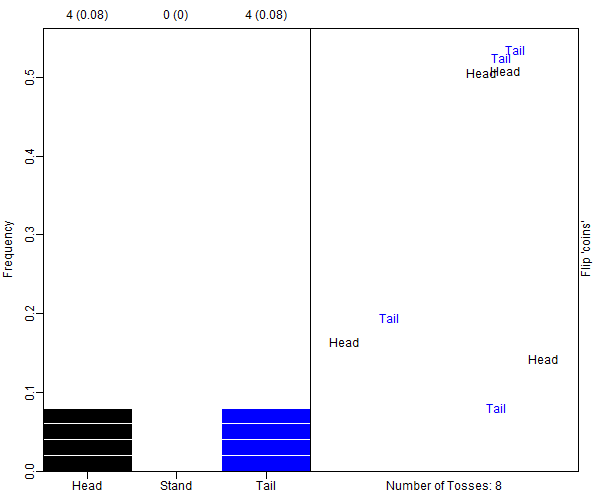 4 (0.08) 0 (0) 4 (0.08)
Frequency
0.5
0.4
0.3
0.2
0.1
0.0
Head Stand Tail
Tail
Tail
Head Head
Tail
Head
Head
Tail
Flip 'coins'
Number of Tosses: 8